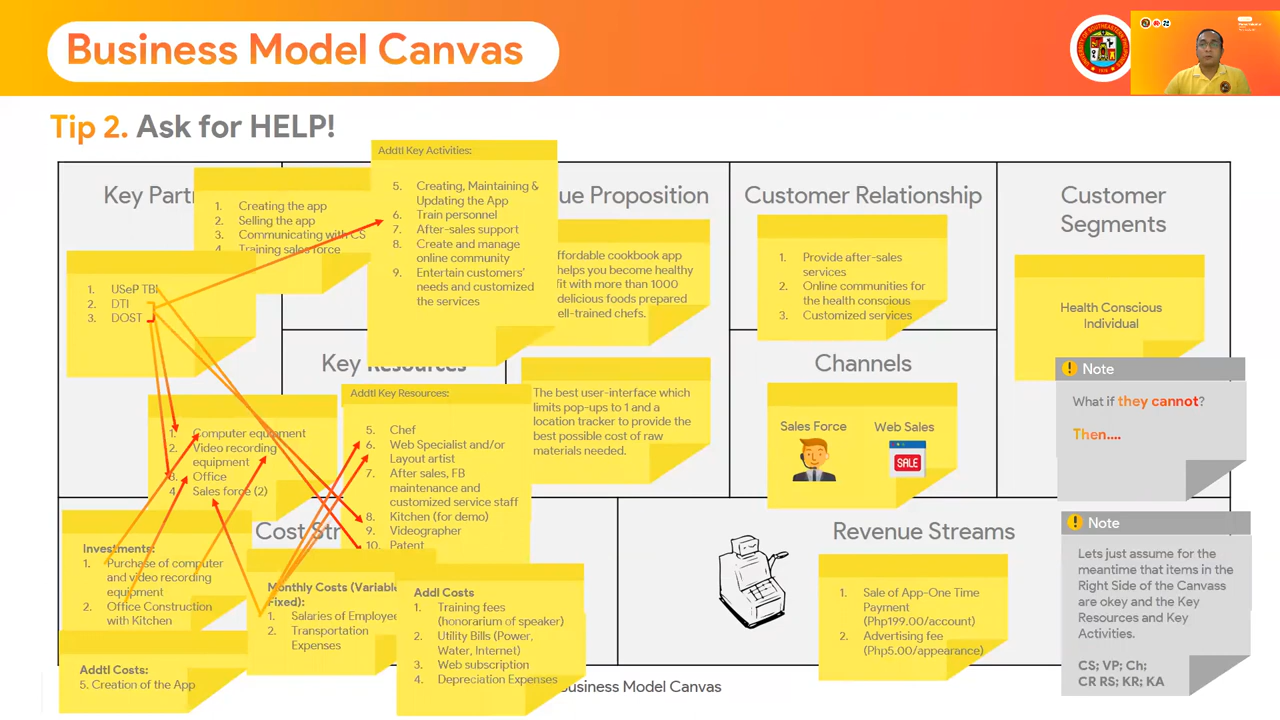 Business Model Canvas
Tip 2. Ask for HELP!
Key Part
1. Creating the app
2. Selling the app
3. Communicating with CS
4. Training sales force
1. USeP TBI
2. DTI
3. DOST
Addtl Key Activities:
5. Creating, Maintaining &
Updating the App
6. Train personnel
7. After-sales support
8. Create and manage
online community
9. Entertain customers'
needs and customized
the services
ue Proposition
ffordable cookbook app
helps you become healthy
fit with more than 1000
delicious foods prepared
ell-trained chefs.
The best user-interface which
limits pop-ups to 1 and a
location tracker to provide the
best possible cost of raw
materials needed.
Customer Relationship
1. Provide after-sales
services
2. Online communities for
the health conscious
3. Customized services
Customer
Segments
Health Conscious
Individual
Key Resources
1. Computer equipment
2. Video recording
equipment
3. Office
4. Sales force (2)
Addtl Key Resources:
5. Chef
6. Web Specialist and/or
Layout artist
7. After sales, FB
maintenance and
customized service staff
8. Kitchen (for demo)
9. Videographer
10. Patent
Channels
Sales Force
Web Sales
SALE
Note
What if they cannot?
Then....
Cost Str
Investments:
1. Purchase of computer
and video recording
equipment
2. Office Construction
with Kitchen
Addtl Costs:
5. Creation of the App
Monthly Costs (Variable
Fixed):
1. Salaries of Employee
2. Transportation
Expenses
Addl Costs
1. Training fees
(honorarium of speaker)
2. Utility Bills (Power,
Water, Internet)
3. Web subscription
4. Depreciation Expenses
Revenue Streams
1. Sale of App-One Time
Payment
(Php199.00/account)
2. Advertising fee
(Php5.00/appearance)
Note
Lets just assume for the
meantime that items in the
Right Side of the Canvass
are okey and the Key
Resources and Key
Activities.
CS; VP; Ch;
CR RS; KR; KA
Business Model Canvas